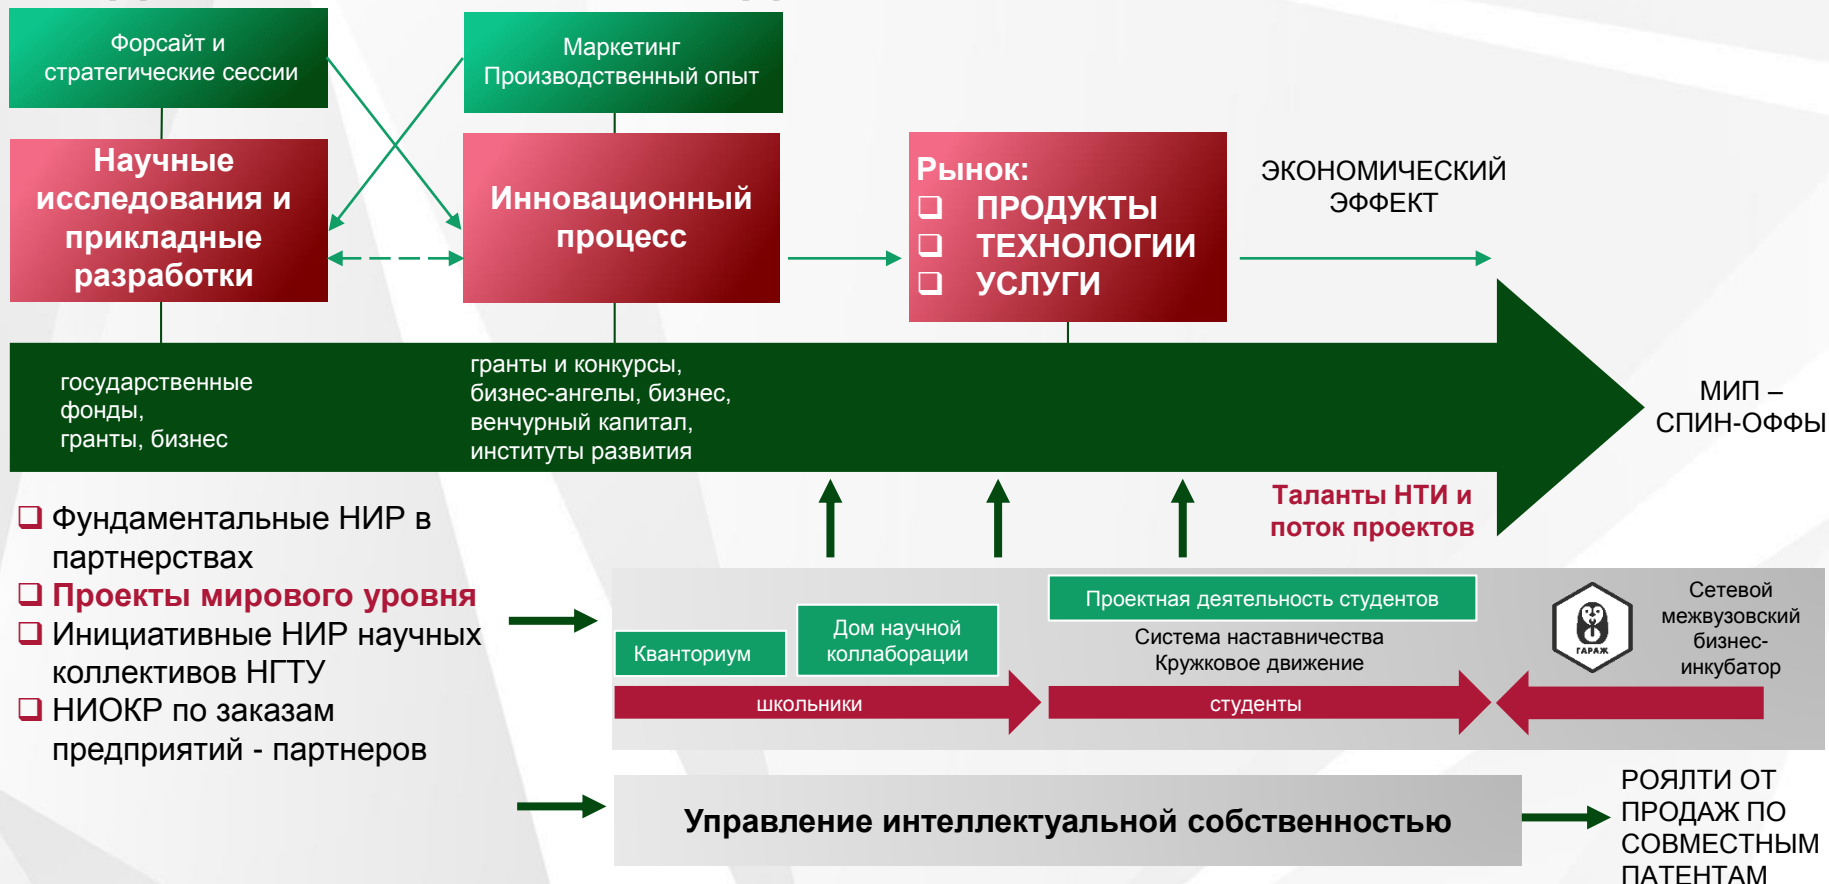 Форсайт и
стратегические сессии
Маркетинг
Производственный опыт
Научные
исследования и
прикладные
разработки
Инновационный
процесс
Рынок:
ПРОДУКТЫ
ТЕХНОЛОГИИ
УСЛУГИ
ЭКОНОМИЧЕСКИЙ
ЭФФЕКТ
государственные
фонды,
гранты, бизнес
гранты и конкурсы,
бизнес-ангелы, бизнес,
венчурный капитал,
институты развития
МИП –
СПИН-ОФФЫ
Таланты НТИ и
поток проектов
Фундаментальные НИР в
партнерствах
Проекты мирового уровня
Инициативные НИР научных
коллективов НГТУ
НИОКР по заказам
предприятий - партнеров
Кванториум
Дом научной
коллаборации
школьники
Проектная деятельность студентов
Система наставничества
Кружковое движение
студенты
ГАРАЖ
Сетевой
межвузовский
бизнес-
инкубатор
Управление интеллектуальной собственностью
РОЯЛТИ ОТ
ПРОДАЖ ПО
СОВМЕСТНЫМ
ПАТЕНТАМ